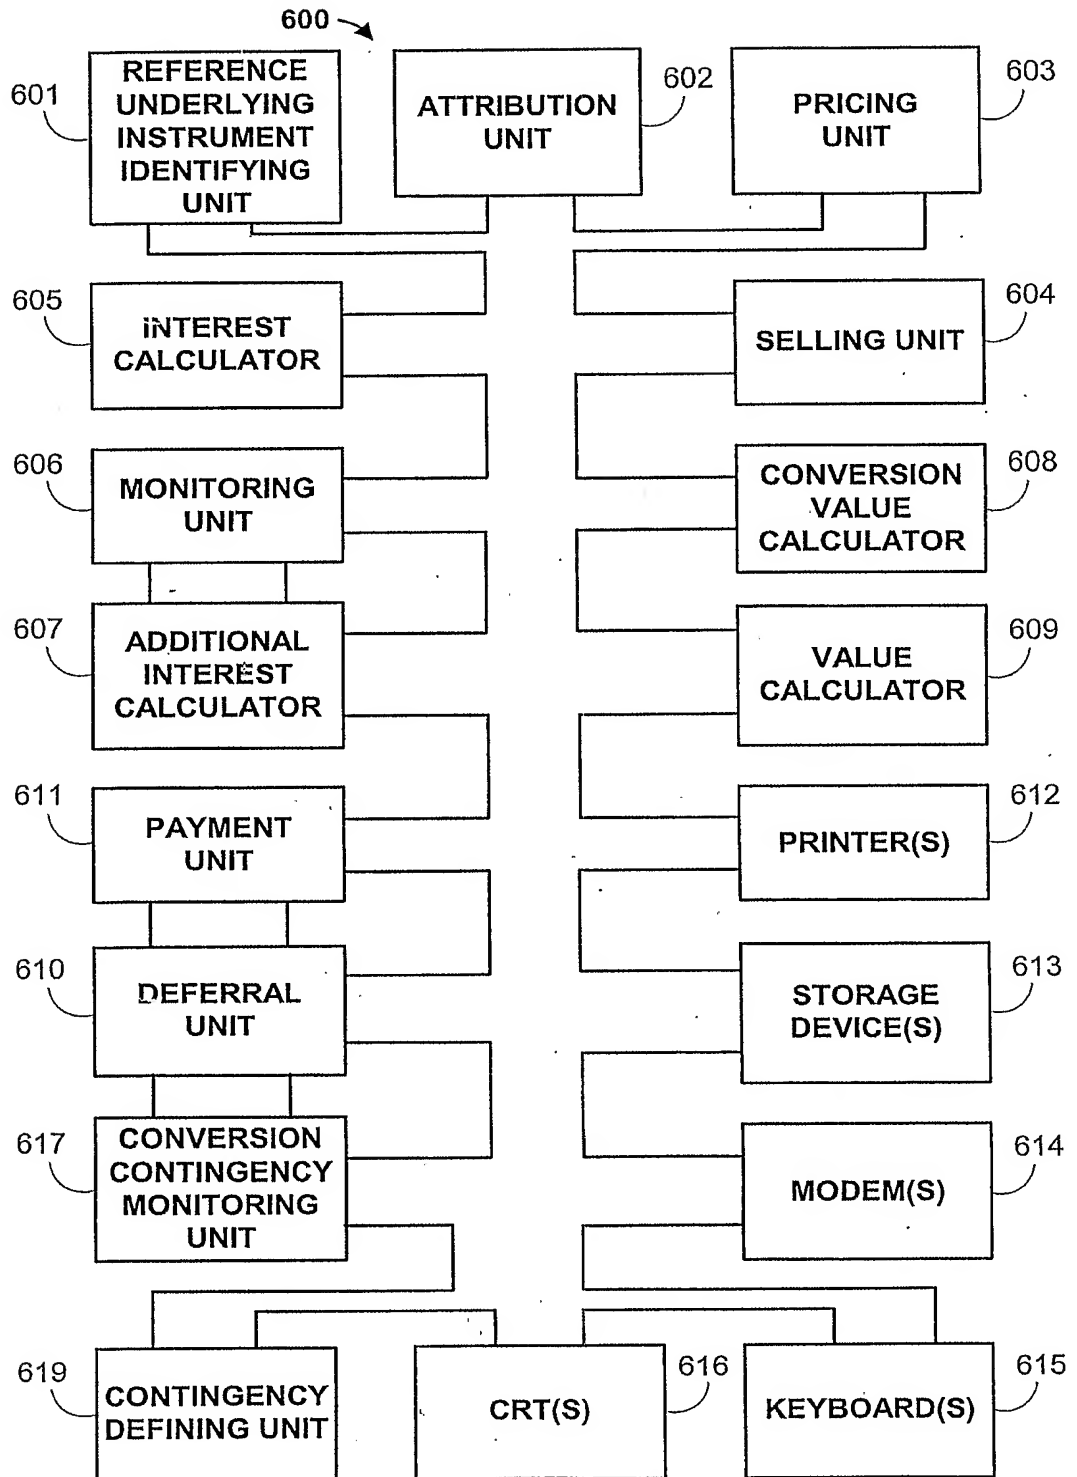 600
601
REFERENCE
UNDERLYING
INSTRUMENT
IDENTIFYING
UNIT
ATTRIBUTION
UNIT
602
PRICING
UNIT
603
605
INTEREST
CALCULATOR
SELLING UNIT
604
606
MONITORING
UNIT
CONVERSION
VALUE
CALCULATOR
608
607
ADDITIONAL
INTEREST
CALCULATOR
VALUE
CALCULATOR
609
611
PAYMENT
UNIT
PRINTER(S)
612
610
DEFERRAL
UNIT
STORAGE
DEVICE(S)
613
617
CONVERSION
CONTINGENCY
MONITORING
UNIT
MODEM(S)
614
619
CONTINGENCY
DEFINING UNIT
CRT(S)
616
KEYBOARD(S)
615